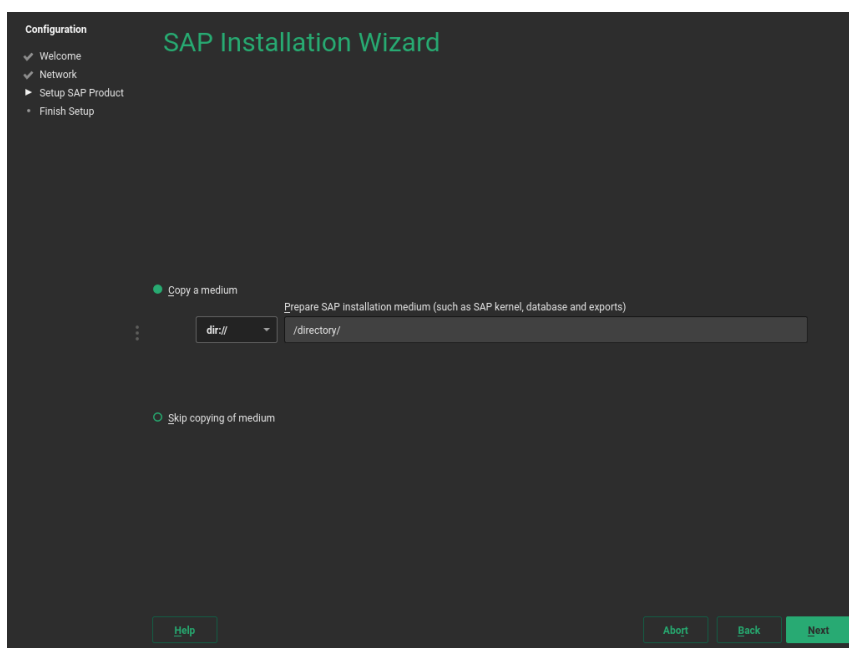 Configuration
Welcome
Network
Setup SAP Product
Finish Setup
SAP Installation Wizard
Copy a medium
Prepare SAP installation medium (such as SAP kernel, database and exports)
dir:// /directory/
Skip copying of medium
Help Abort Back Next